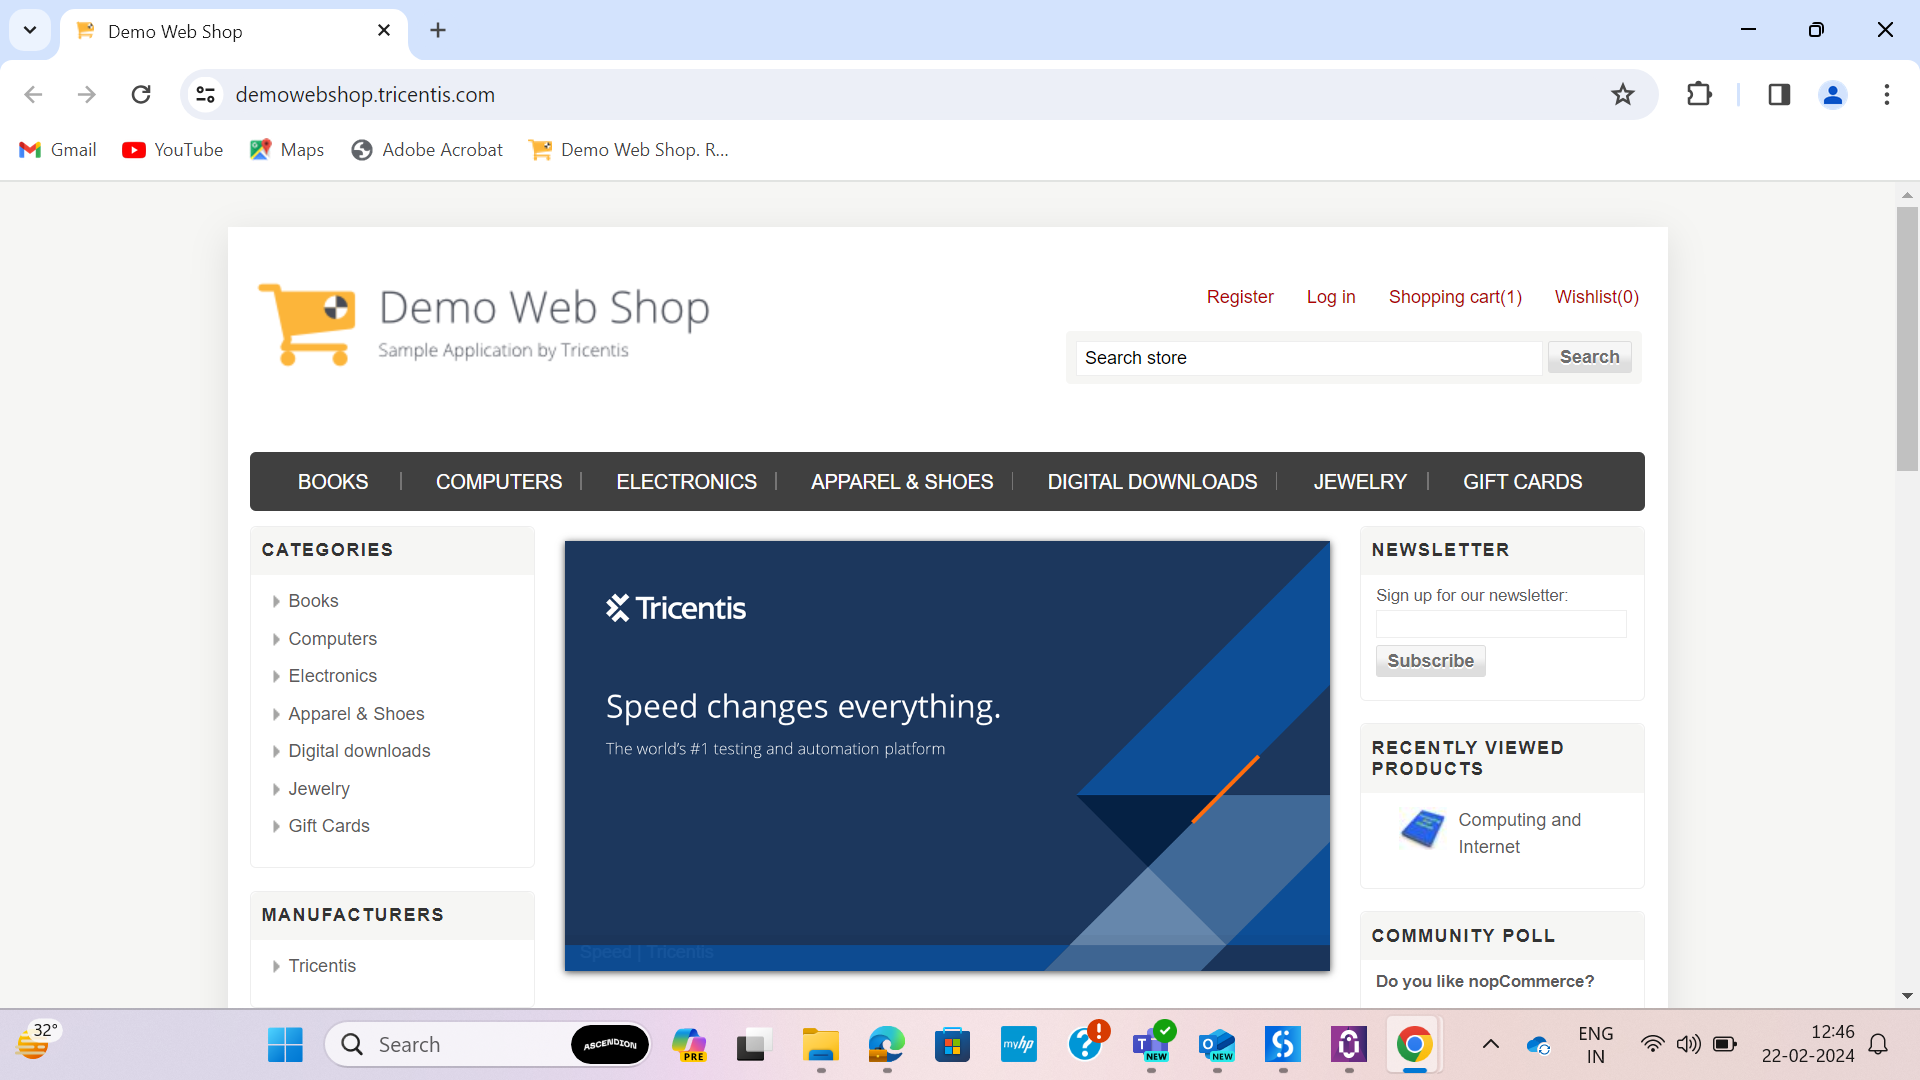 Demo Web Shop
demowebshop.tricentis.com
Gmail
YouTube
Maps
Adobe Acrobat
Demo Web Shop. R...
Demo Web Shop
Sample Application by Tricentis
Register
Log in
Shopping cart(1)
Wishlist(0)
Search store
Search
BOOKS
COMPUTERS
ELECTRONICS
APPAREL & SHOES
DIGITAL DOWNLOADS
JEWELRY
GIFT CARDS
CATEGORIES
Books
Computers
Electronics
Apparel & Shoes
Digital downloads
Jewelry
Gift Cards
MANUFACTURERS
Tricentis
Tricentis
Speed changes everything.
The world's #1 testing and automation platform
Speed | Tricentis
NEWSLETTER
Sign up for our newsletter:
Subscribe
RECENTLY VIEWED
PRODUCTS
Computing and
Internet
COMMUNITY POLL
Do you like nopCommerce?
32°
Search
ASCENDION
PRE
myhp
NEW
NEW
ENG
IN
12:46
22-02-2024